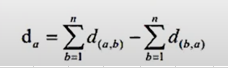 d_a = \sum_{b=1}^{n} d_{(a,b)} - \sum_{b=1}^{n} d_{(b,a)}